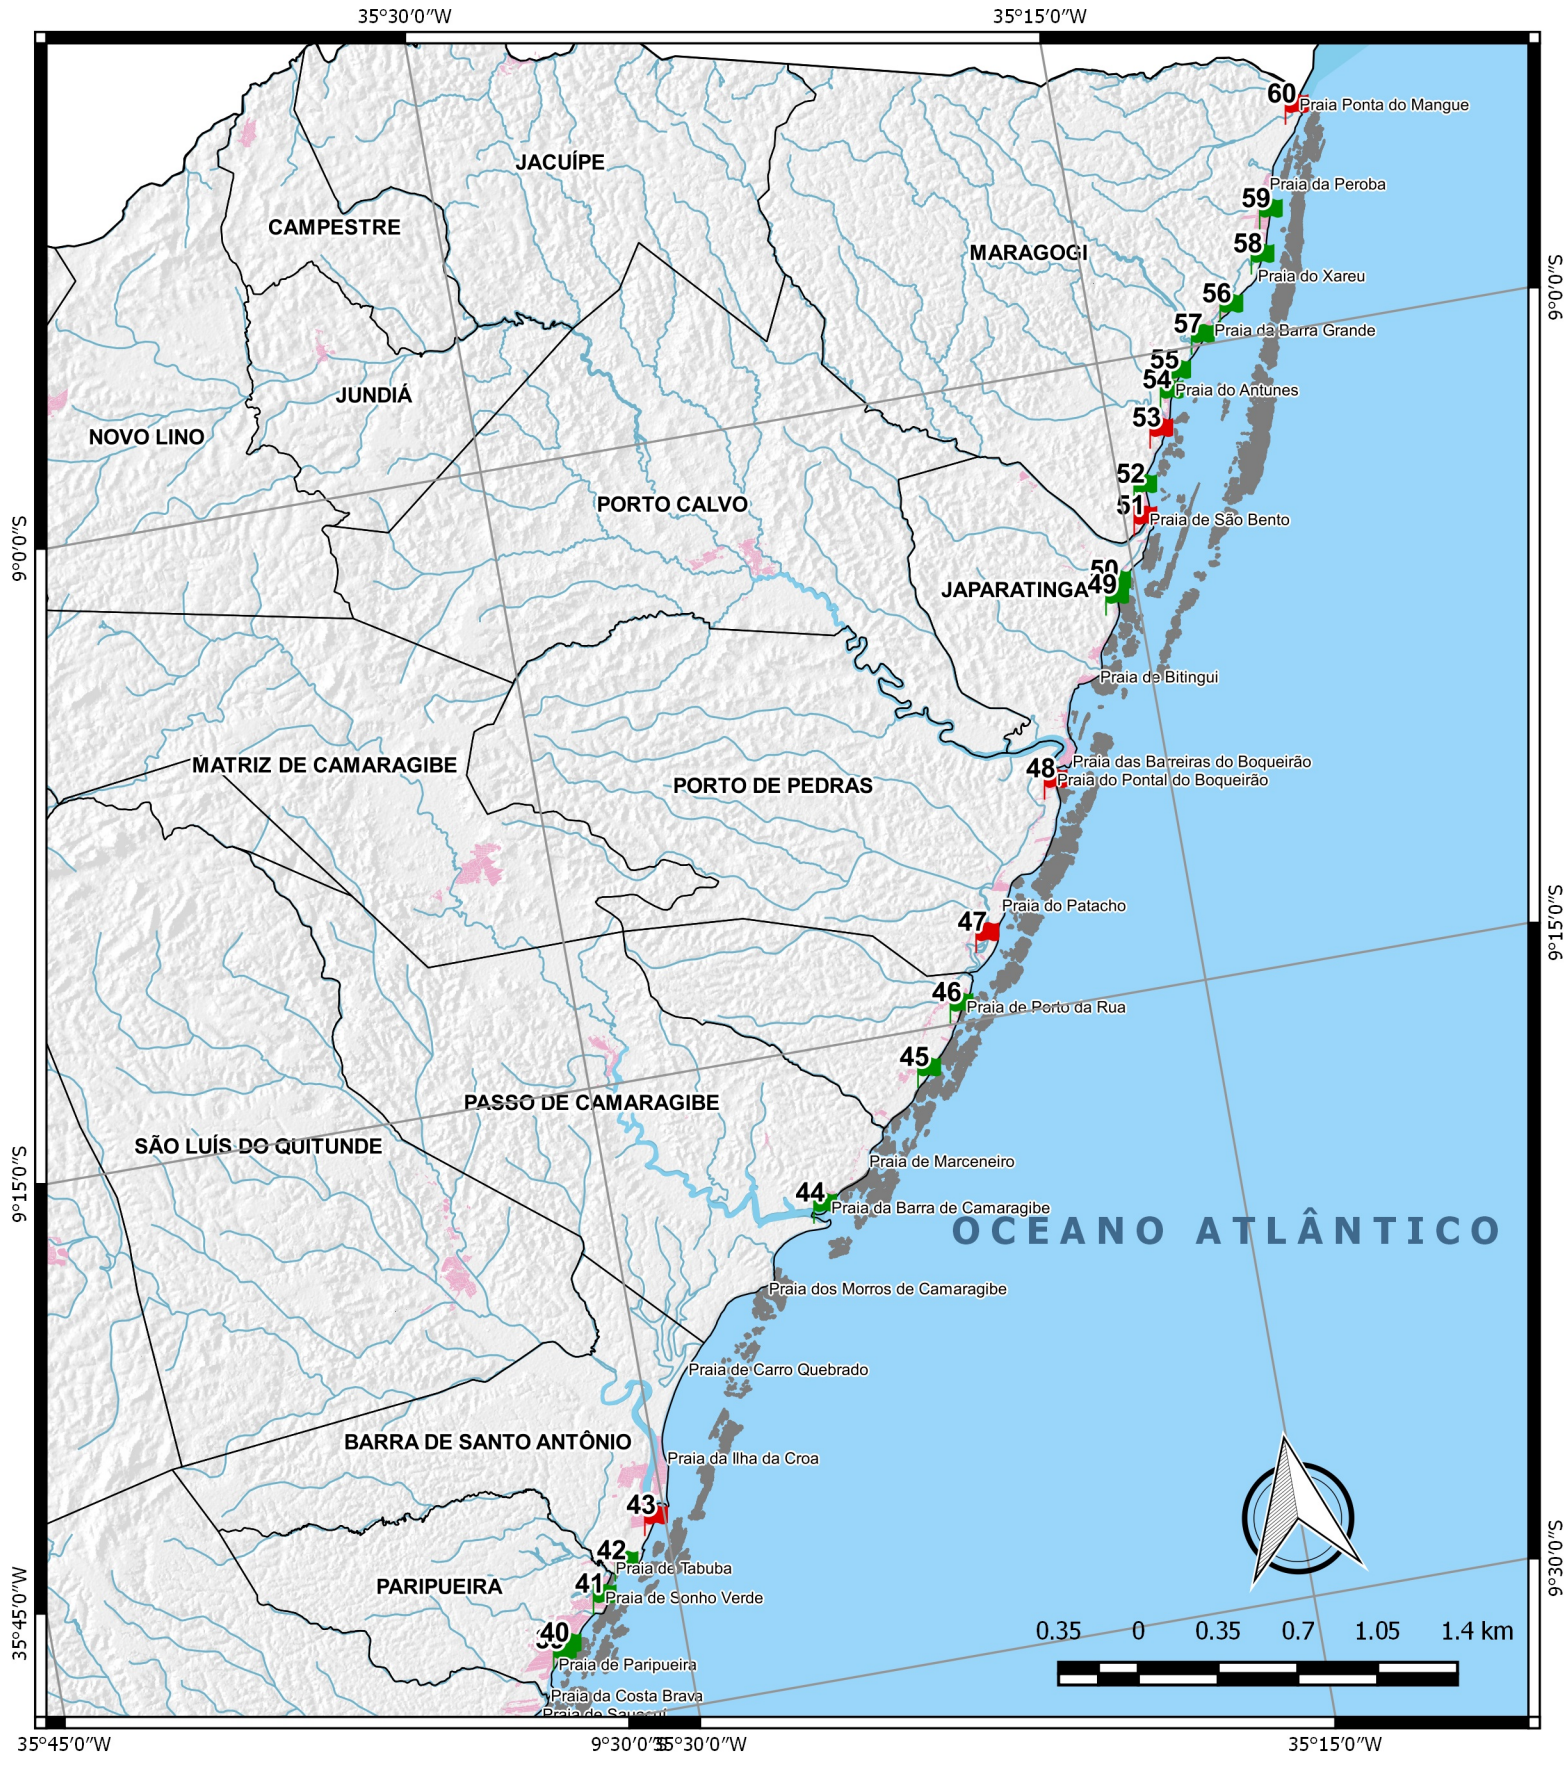 35°30′0″W
35°15′0″W
60
Praia Ponta do Mangue
JACUÍPE
Praia da Peroba
59
CAMPESTRE
58
MARAGOGI
Praia do Xareu
9°0′0″S
56
57
Praia da Barra Grande
55
54
Praia do Antunes
JUNDIÁ
53
NOVO LINO
52
PORTO CALVO
51
Praia de São Bento
9°0′0″S
50
JAPARATINGA
49
Praia de Bitingui
MATRIZ DE CAMARAGIBE
Praia das Barreiras do Boqueirão
48
Praia do Pontal do Boqueirão
PORTO DE PEDRAS
Praia do Patacho
47
9°15′0″S
46
Praia de Porto da Rua
45
PASSO DE CAMARAGIBE
SÃO LUÍS DO QUITUNDE
Praia de Marceneiro
9°15′0″S
44
Praia da Barra de Camaragibe
OCEANO ATLÂNTICO
Praia dos Morros de Camaragibe
Praia de Carro Quebrado
BARRA DE SANTO ANTÔNIO
Praia da Ilha da Croa
43
42
Praia de Tabuba
9°30′0″S
PARIPUEIRA
41
Praia de Sonho Verde
35°45′0″W
40
0.35 0 0.35 0.7 1.05 1.4 km
Praia de Paripueira
Praia da Costa Brava
Praia de
35°45′0″W
9°30′0″S
35°30′0″W
35°15′0″W